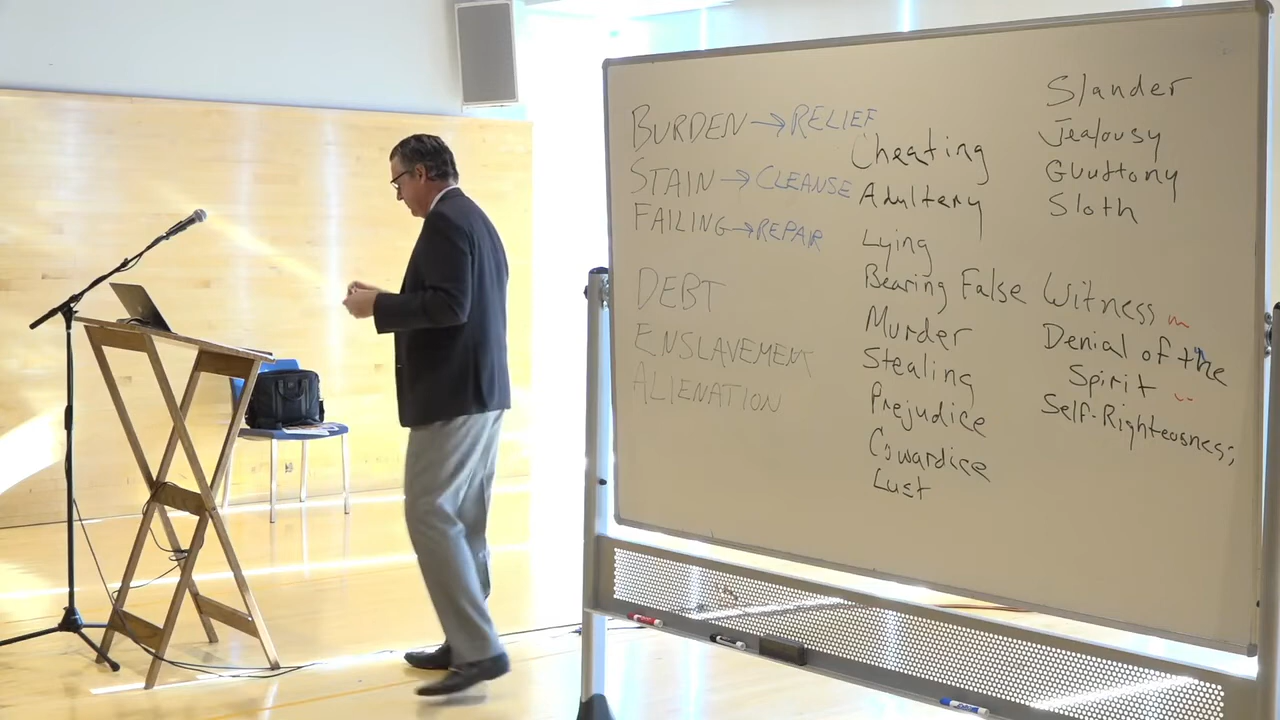 BURDEN → RELIEF
STAIN → CLEANSE
FAILING → REPAIR
DEBT
ENSLAVEMENT
ALIENATION
Cheating
Adultery
Lying
Bearing False Witness
Murder
Stealing
Prejudice
Cowardice
Lust
Slander
Jealousy
Gluttony
Sloth
Denial of the
Spirit
Self-Righteousness